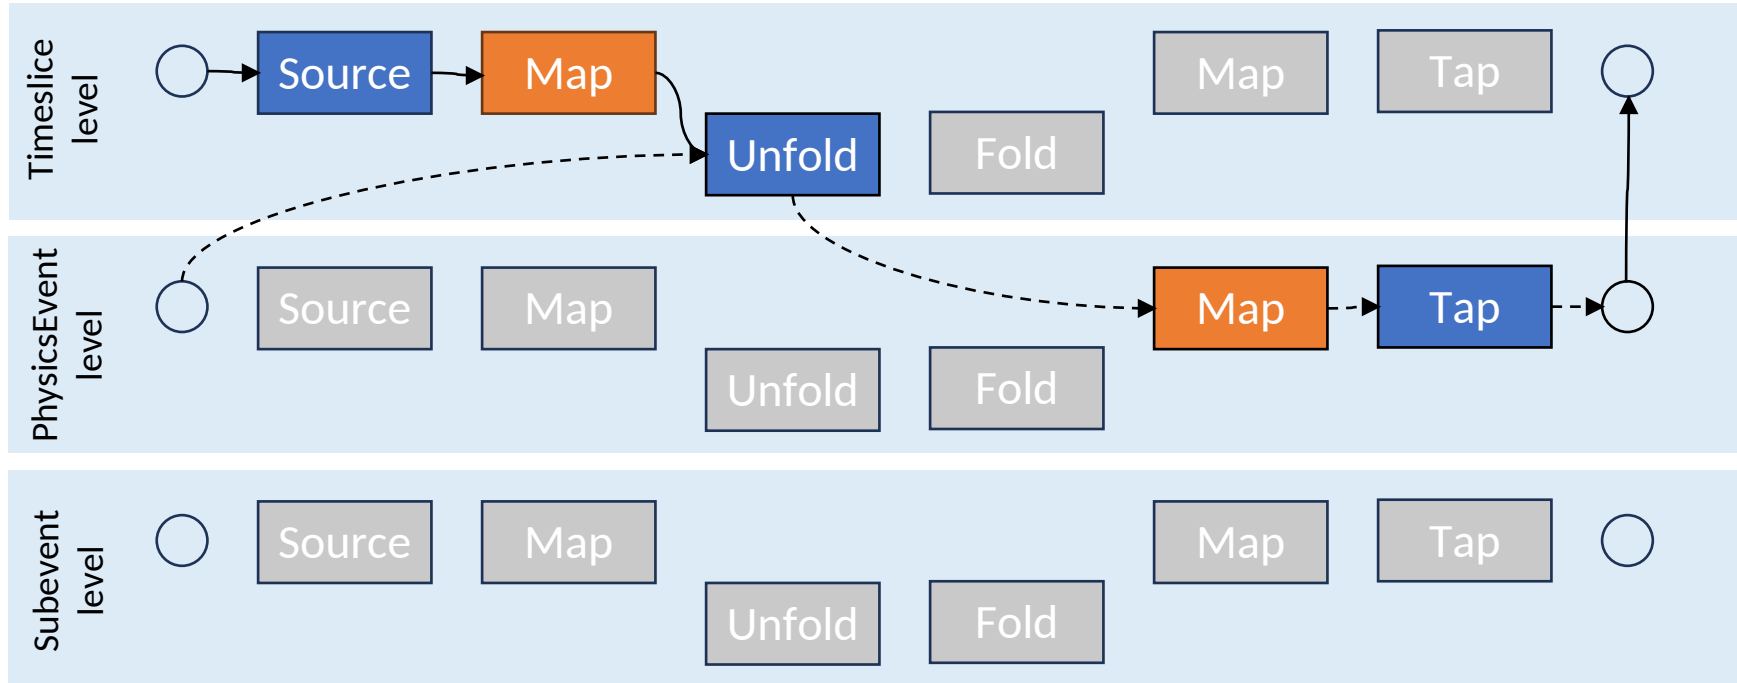 Timeslice
level
Source
Map
Unfold
Fold
Map
Tap
PhysicsEvent
level
Source
Map
Unfold
Fold
Map
Tap
Subevent
level
Source
Map
Unfold
Fold
Map
Tap